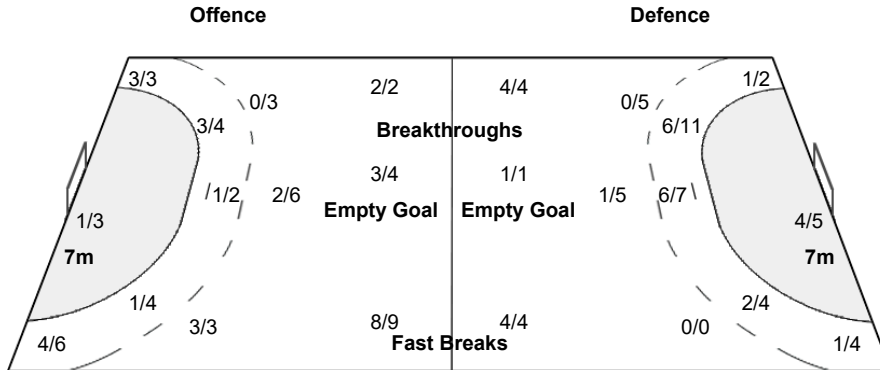 Offence Defence
3/3 2/2 4/4 1/2
0/3 0/5
3/4 Breakthroughs 6/11
3/4 1/1
1/2 2/6 1/5 6/7
Empty Goal Empty Goal
1/3 4/5
7m 7m
1/4 2/4
3/3 8/9 4/4 0/0
4/6 Fast Breaks 1/4